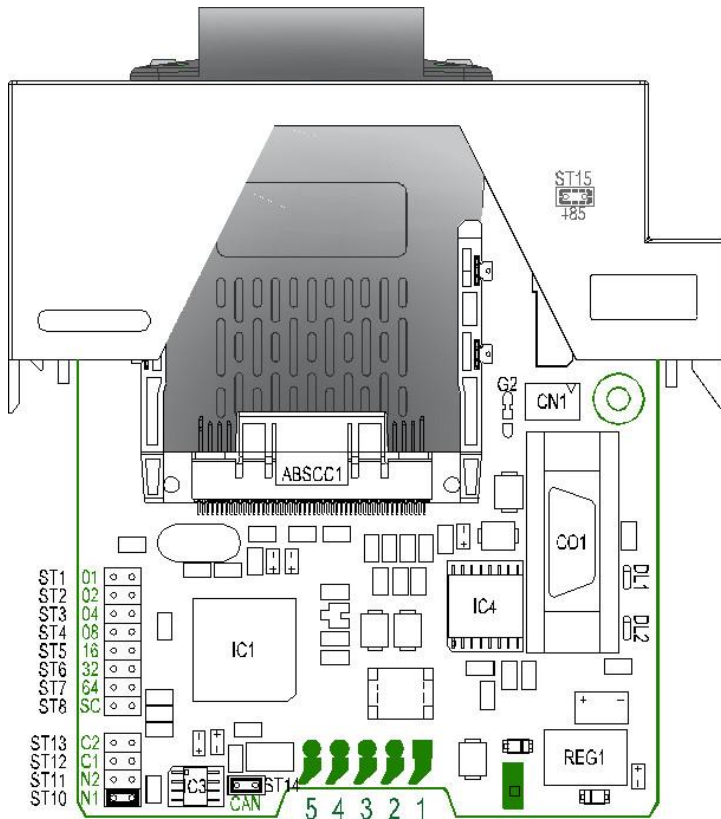 ST15
+85
G2
CN1
ABSCC1
CO1
ST1 01
ST2 02
ST3 04
ST4 08
ST5 16
ST6 32
ST7 64
ST8 SC
IC1
IC4
DL1
DL2
ST13 C2
ST12 C1
ST11 N2
ST10 N1
IC3
ST14
CAN
REG1
5 4 3 2 1